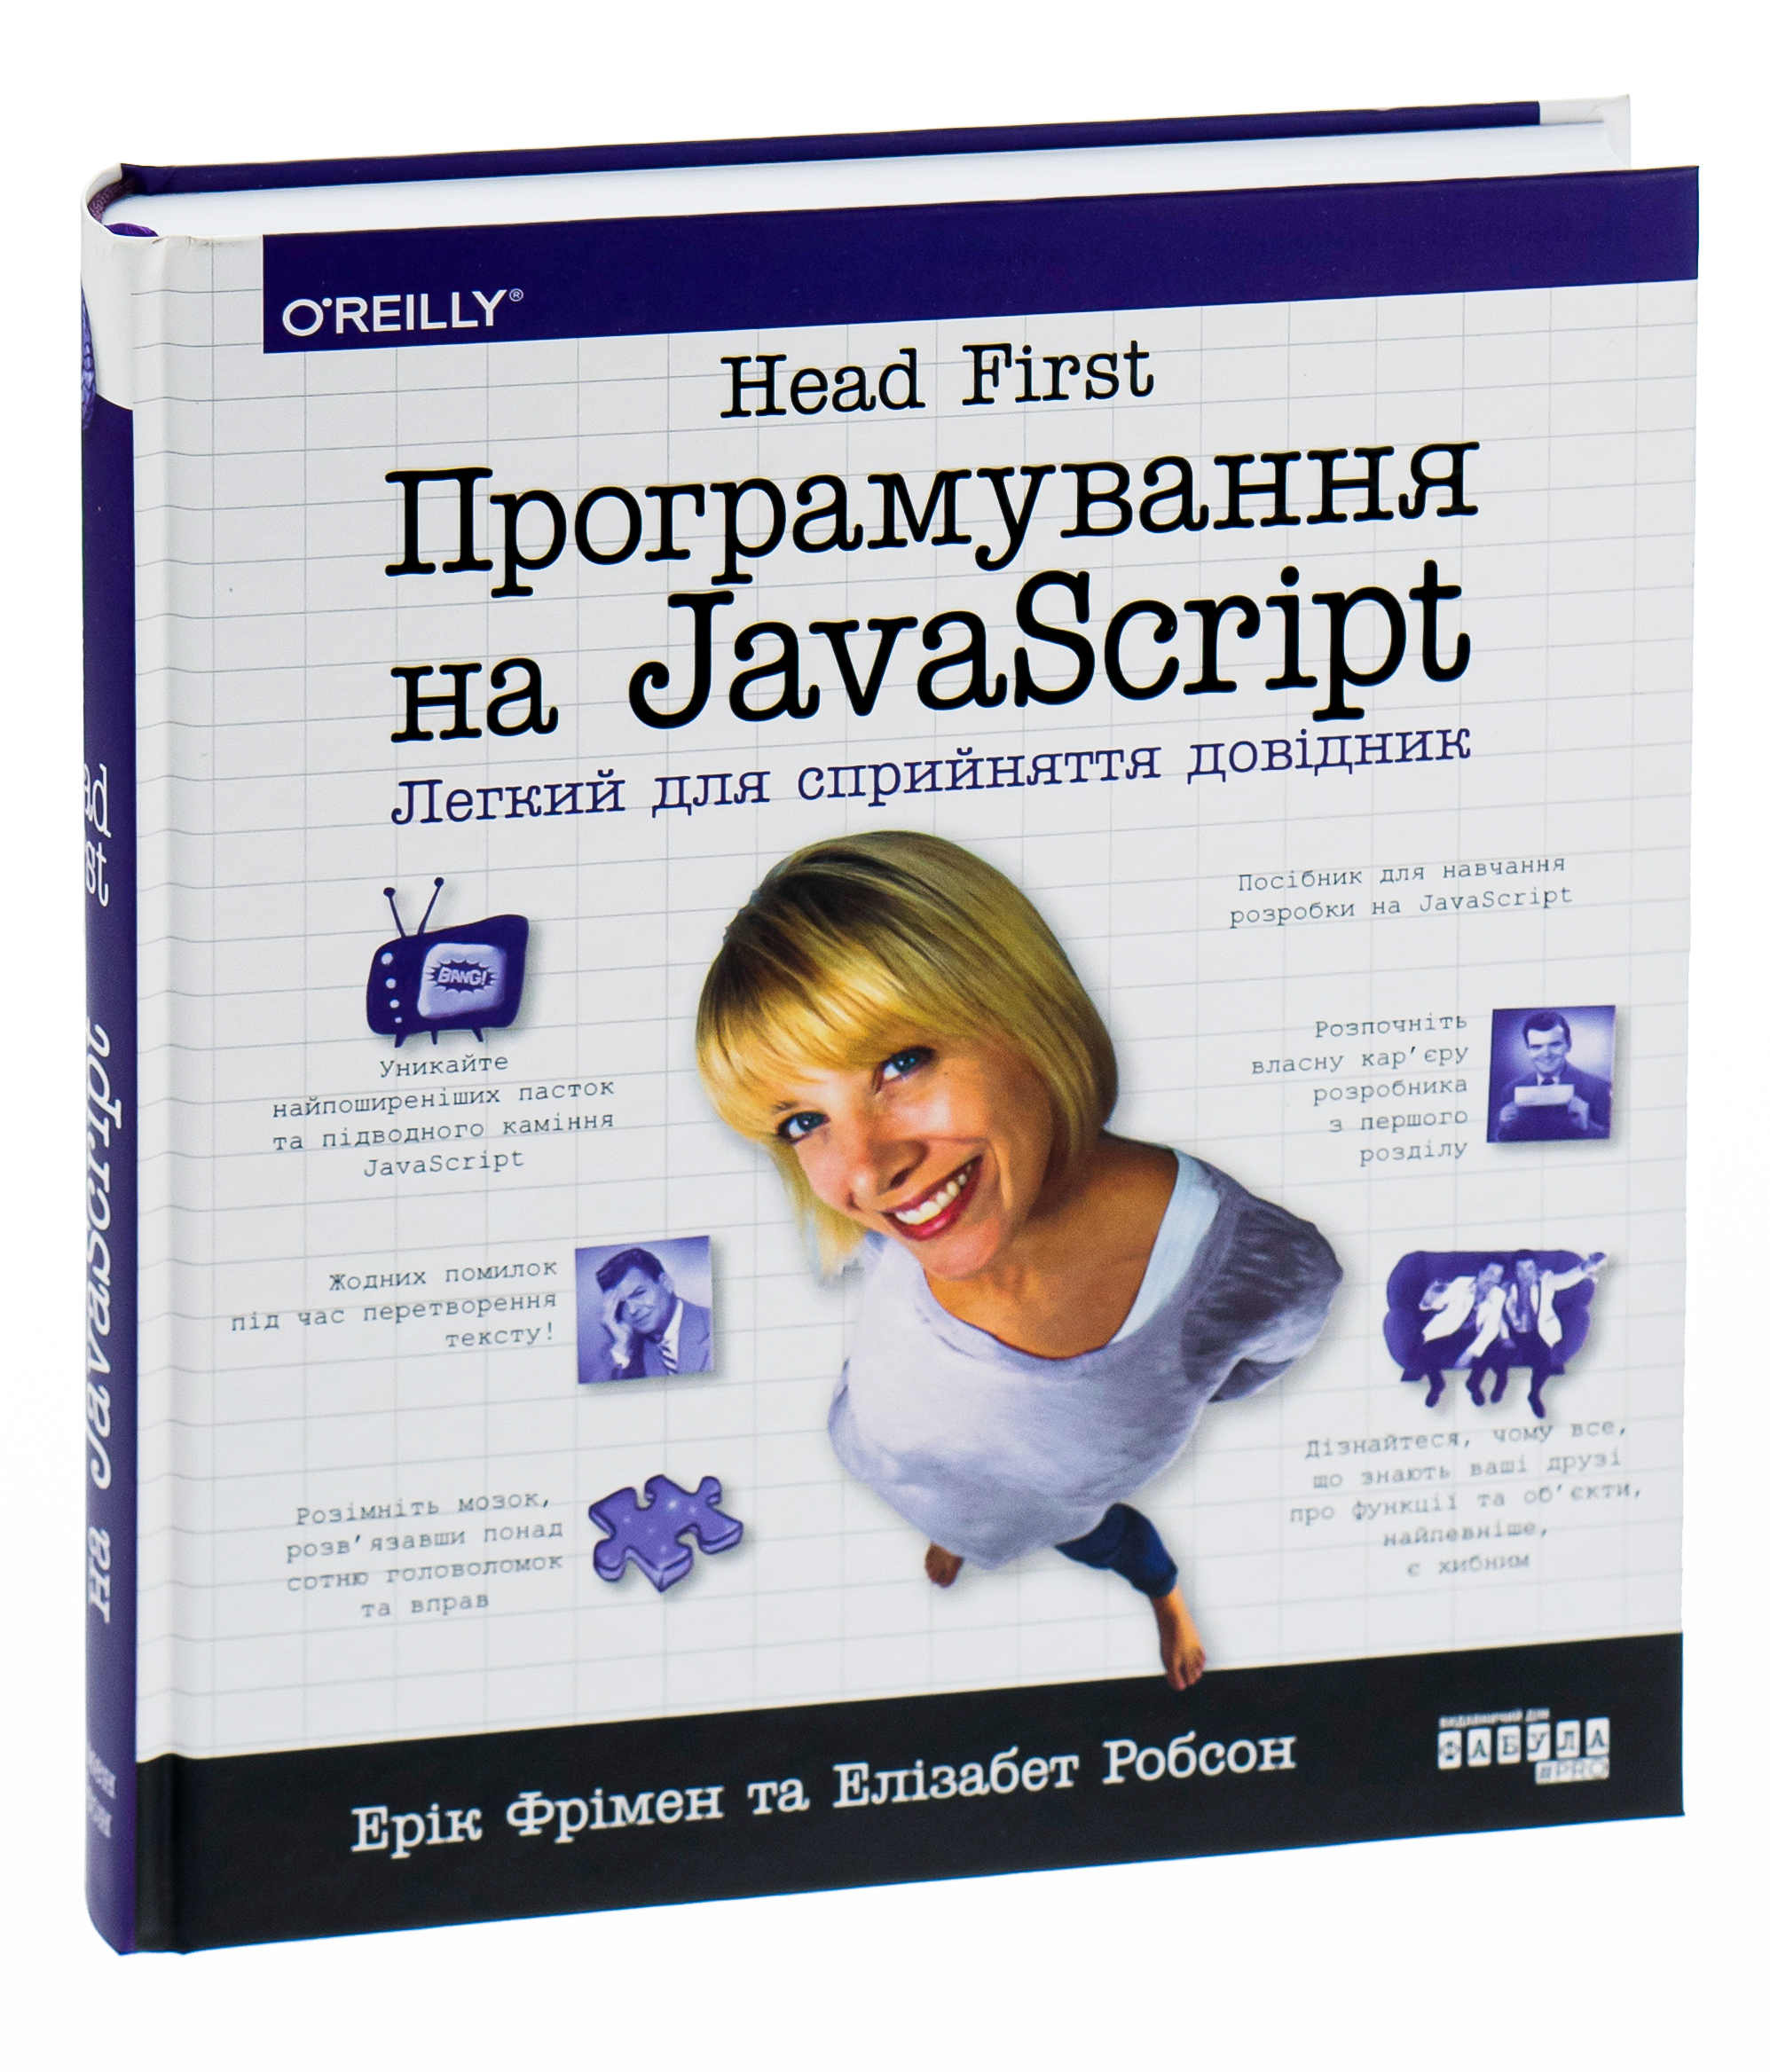 O'REILLY®
Head First
Програмування
на JavaScript
Легкий для сприйняття довідник
Посібник для навчання
розробки на JavaScript
BANG!
Уникайте
найпоширеніших пасток
та підводного каміння
JavaScript
Розпочніть
власну кар'єру
розробника
з першого
розділу
Жодних помилок
під час перетворення
тексту!
Розімніть мозок,
розв'язавши понад
сотню головоломок
та вправ
Дізнайтеся, чому все,
що знають ваші друзі
про функції та об'єкти,
найпевніше,
є хибним
Ерік Фрімен та Елізабет Робсон
ВИДАВНИЧИЙ ДІМ
ФАБУЛА
#PRO
на JavaScript